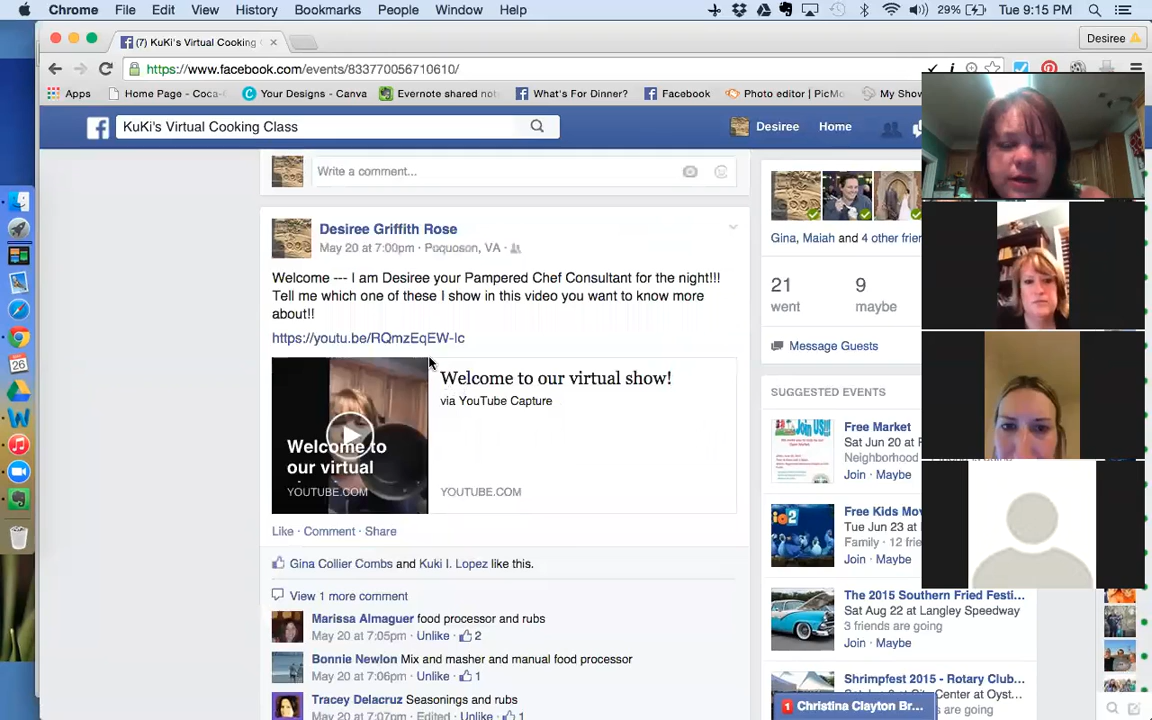 Chrome File Edit View History Bookmarks People Window Help 29% Tue 9:15 PM
(7) KuKi's Virtual Cooking Desiree
https://www.facebook.com/events/833770056710610/
Apps Home Page - Coca- Your Designs - Canva Evernote shared not What's For Dinner? Facebook Photo editor | PicMo My Show
KuKi's Virtual Cooking Class Desiree Home
Write a comment...
Desiree Griffith Rose
May 20 at 7:00pm · Poquoson, VA ·
Welcome --- I am Desiree your Pampered Chef Consultant for the night!!!
Tell me which one of these I show in this video you want to know more
about!!
https://youtu.be/RQmzEqEW-lc
Welcome to our virtual show!
via YouTube Capture
Welcome to
our virtual
YOUTUBE.COM
YOUTUBE.COM
Like · Comment · Share
Gina Collier Combs and Kuki I. Lopez like this.
View 1 more comment
Marissa Almaguer food processor and rubs
May 20 at 7:05pm · Unlike · 2
Bonnie Newlon Mix and masher and manual food processor
May 20 at 7:06pm · Unlike · 1
Tracey Delacruz Seasonings and rubs
May 20 at 7:07pm · Edited · Unlike · 1
Gina, Maiah and 4 other frien
21 9
went maybe
Message Guests
SUGGESTED EVENTS
Free Market
Sat Jun 20 at F
Neighborhood
Join · Maybe
Free Kids Mov
Tue Jun 23 at
Family · 12 frie
Join · Maybe
The 2015 Southern Fried Festi...
Sat Aug 22 at Langley Speedway
3 friends are going
Join · Maybe
Shrimpfest 2015 - Rotary Club...
City Center at Oyst...
1 Christina Clayton Br...
26